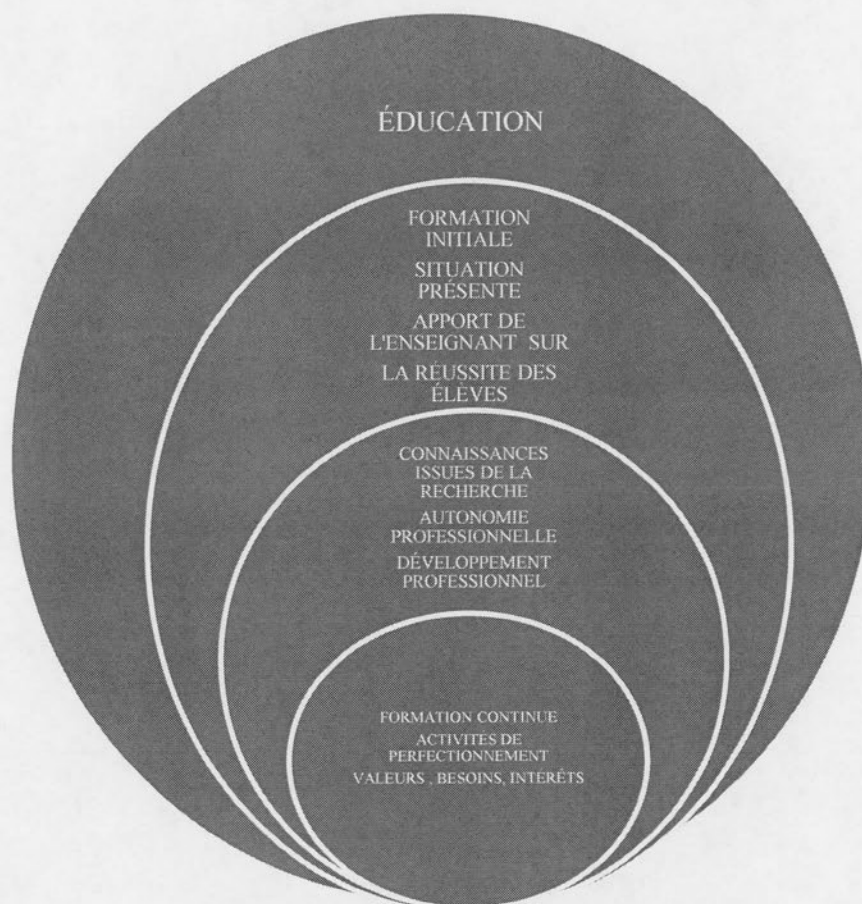 ÉDUCATION
FORMATION
INITIALE
SITUATION
PRÉSENTE
APPORT DE
L'ENSEIGNANT SUR
LA RÉUSSITE DES
ÉLÈVES
CONNAISSANCES
ISSUES DE LA
RECHERCHE
AUTONOMIE
PROFESSIONNELLE
DÉVELOPPEMENT
PROFESSIONNEL
FORMATION CONTINUE
ACTIVITÉS DE
PERFECTIONNEMENT
VALEURS , BESOINS, INTÉRÊTS